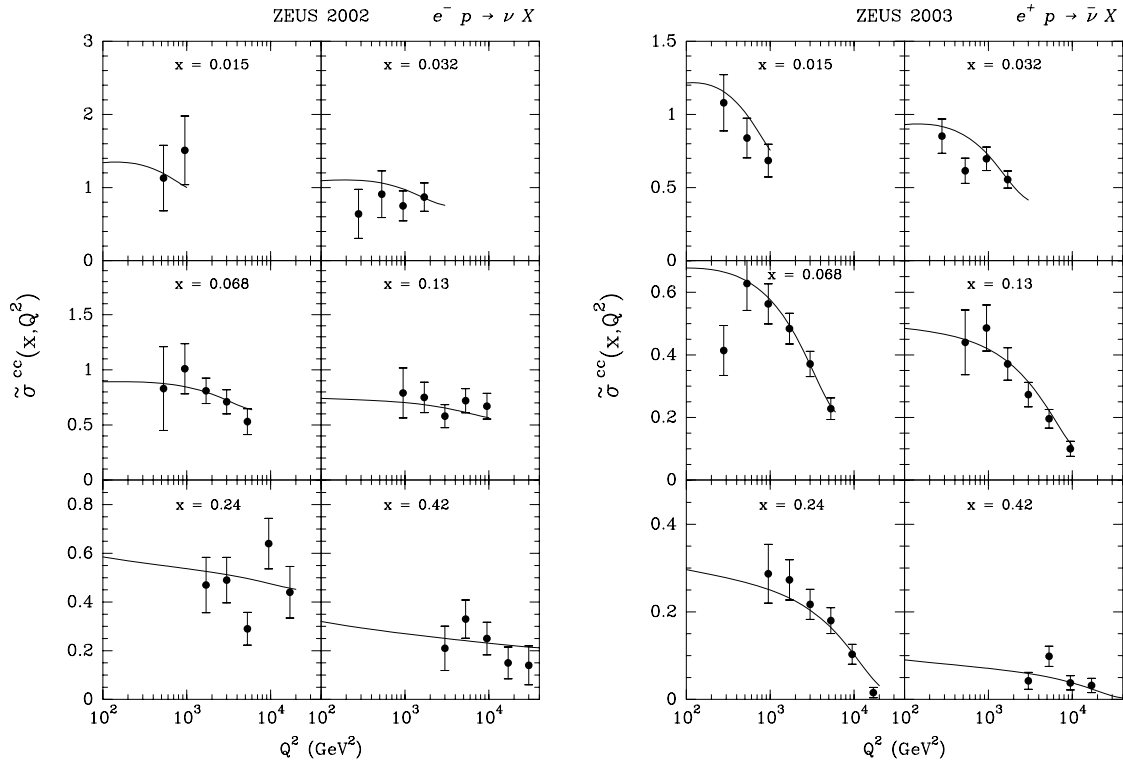 ZEUS 2002 e⁻ p → ν X
3
2
1
0
x = 0.015
x = 0.032
1.5
1
0.5
0
x = 0.068
x = 0.13
σ̃ ᶜᶜ(x,Q²)
0.8
0.6
0.4
0.2
0
x = 0.24
x = 0.42
10² 10³ 10⁴ 10² 10³ 10⁴
Q² (GeV²)
ZEUS 2003 e⁺ p → ν̄ X
1.5
1
0.5
0
x = 0.015
x = 0.032
0.6
0.4
0.2
0
x = 0.068
x = 0.13
σ̃ ᶜᶜ(x,Q²)
0.4
0.2
0
x = 0.24
x = 0.42
10² 10³ 10⁴ 10² 10³ 10⁴
Q² (GeV²)